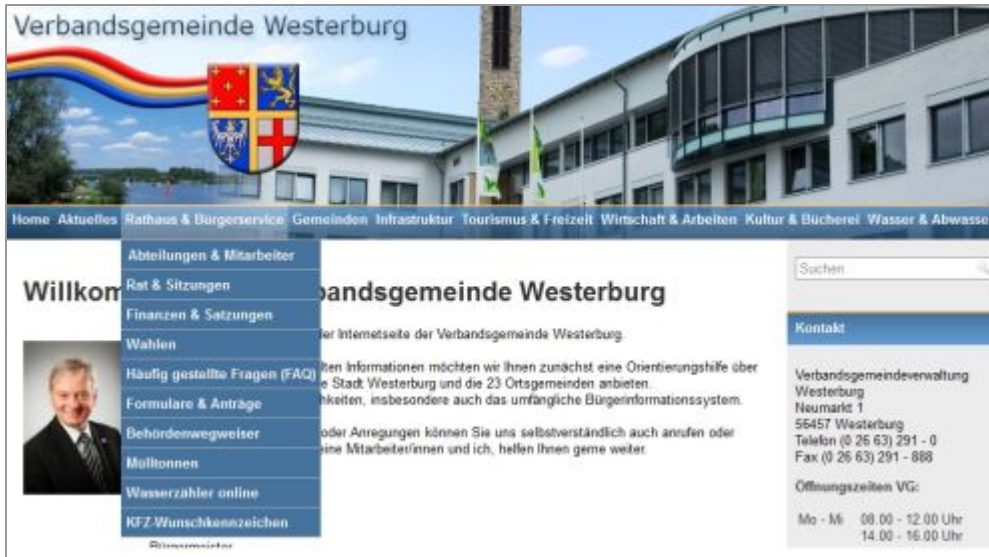 Verbandsgemeinde Westerburg
Home Aktuelles Rathaus & Bürgerservice Gemeinden Infrastruktur Tourismus & Freizeit Wirtschaft & Arbeiten Kultur & Bücherei Wasser & Abwasse
Abteilungen & Mitarbeiter
Rat & Sitzungen
Finanzen & Satzungen
Wahlen
Häufig gestellte Fragen (FAQ)
Formulare & Anträge
Behördenwegweiser
Mülltonnen
Wasserzähler online
KFZ-Wunschkennzeichen
Willkom bandsgemeinde Westerburg
er Internetseite der Verbandsgemeinde Westerburg.
lten Informationen möchten wir Ihnen zunächst eine Orientierungshilfe über
e Stadt Westerburg und die 23 Ortsgemeinden anbieten.
hkeiten, insbesondere auch das umfängliche Bürgerinformationssystem.
oder Anregungen können Sie uns selbstverständlich auch anrufen oder
eine Mitarbeiter/innen und ich, helfen Ihnen gerne weiter.
Bürgermeister
Suchen
Kontakt
Verbandsgemeindeverwaltung
Westerburg
Neumarkt 1
56457 Westerburg
Telefon (0 26 63) 291 - 0
Fax (0 26 63) 291 - 888
Öffnungszeiten VG:
Mo - Mi 08.00 - 12.00 Uhr
14.00 - 16.00 Uhr